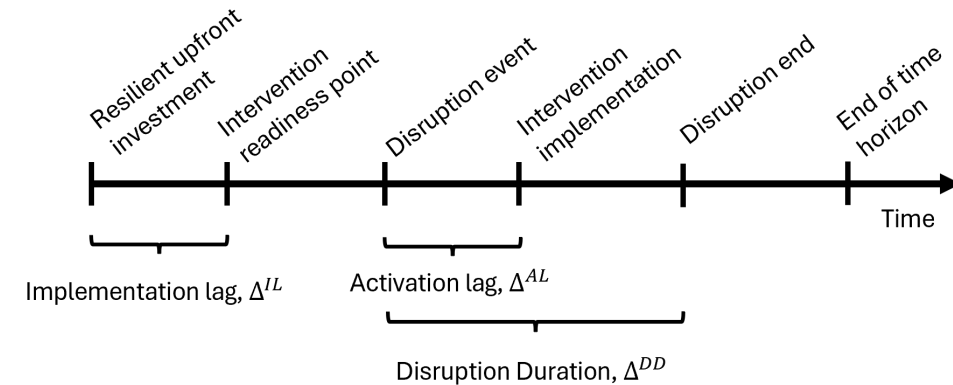 Resilient upfront
investment
Intervention
readiness point
Disruption event
Intervention
implementation
Disruption end
End of time
horizon
Time
Implementation lag, Δ^{IL}
Activation lag, Δ^{AL}
Disruption Duration, Δ^{DD}